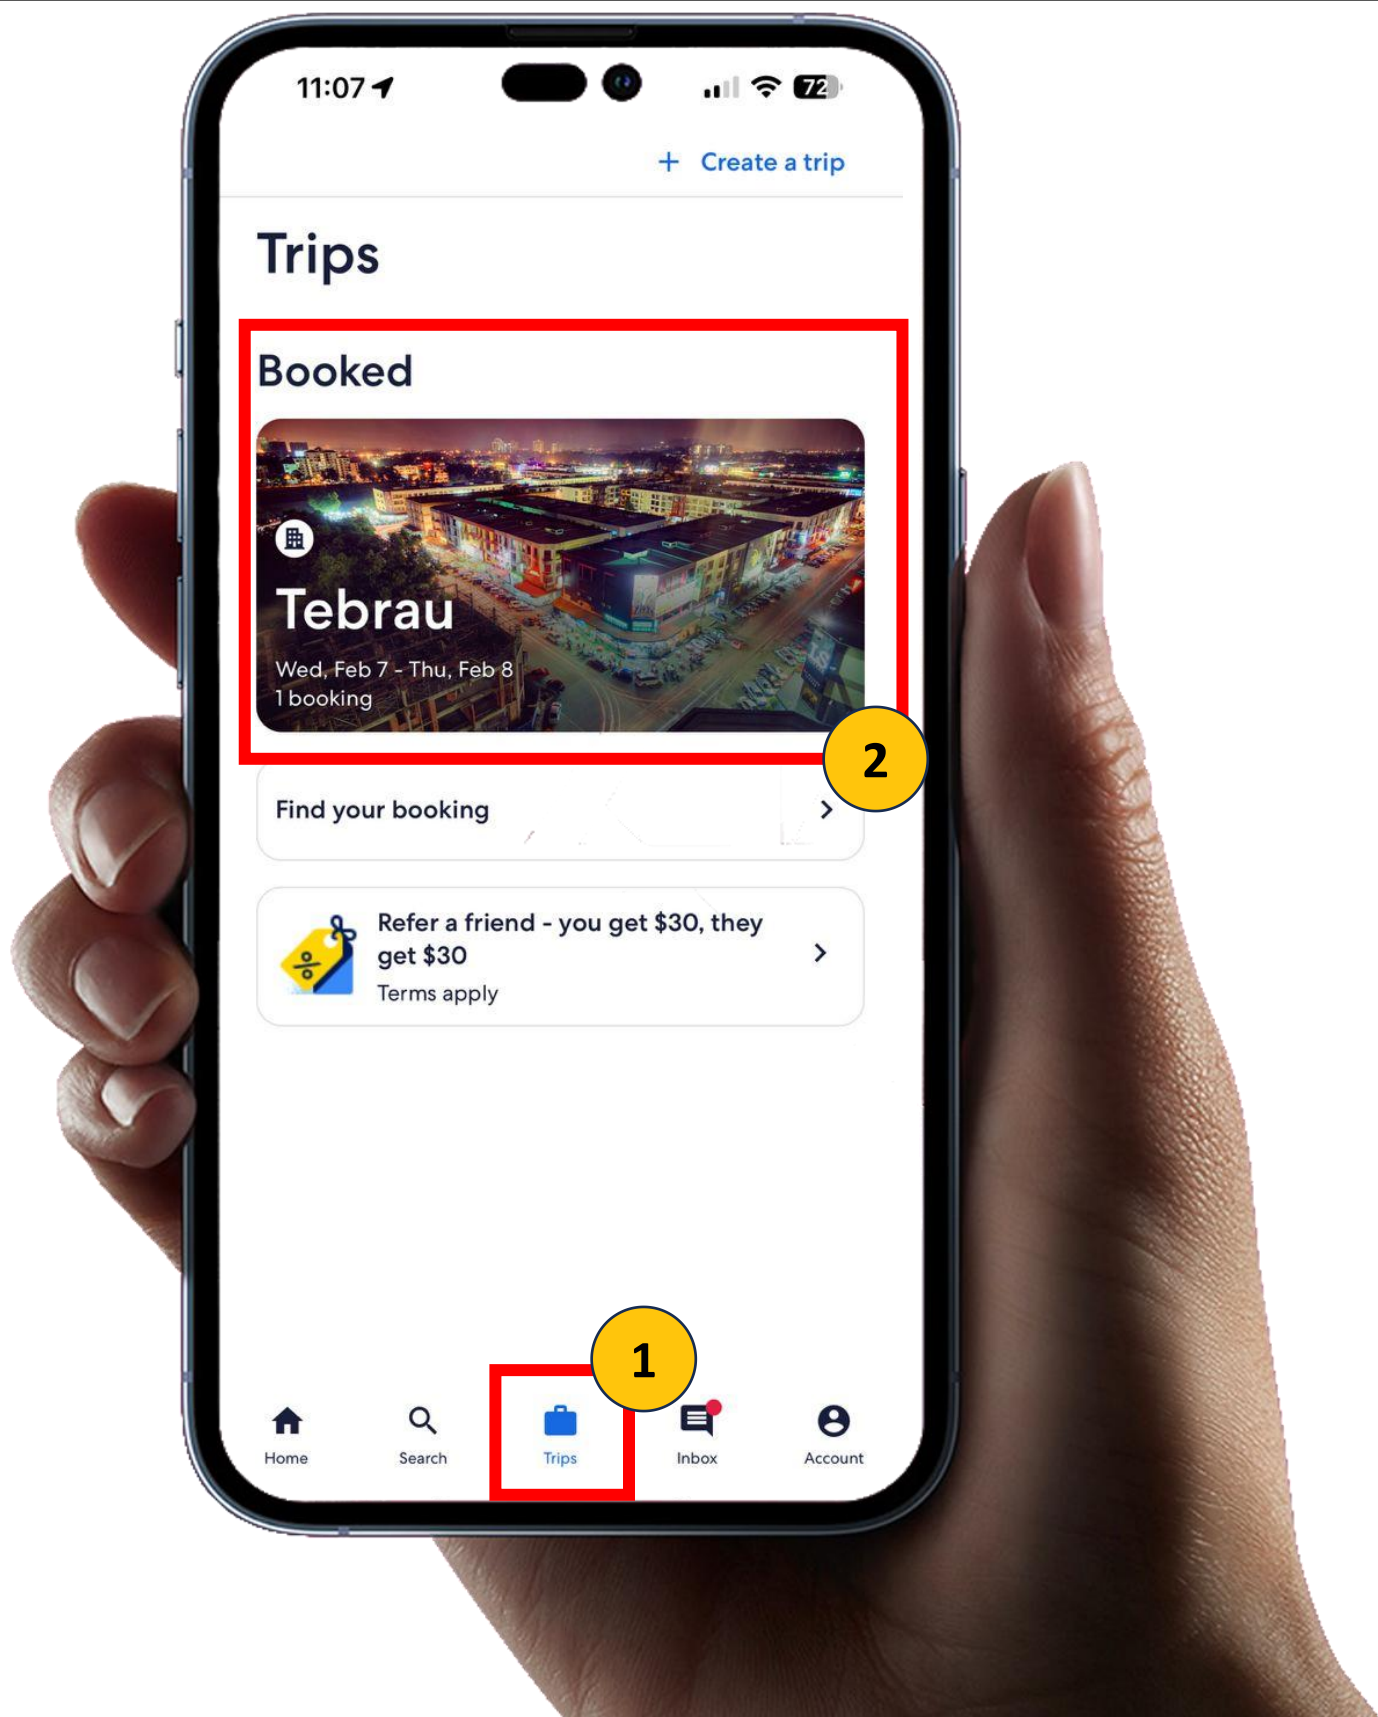 11:07
72
+ Create a trip
Trips
Booked
Tebrau
Wed, Feb 7 - Thu, Feb 8
1 booking
2
Find your booking
Refer a friend - you get $30, they
get $30
Terms apply
1
Home Search Trips Inbox Account